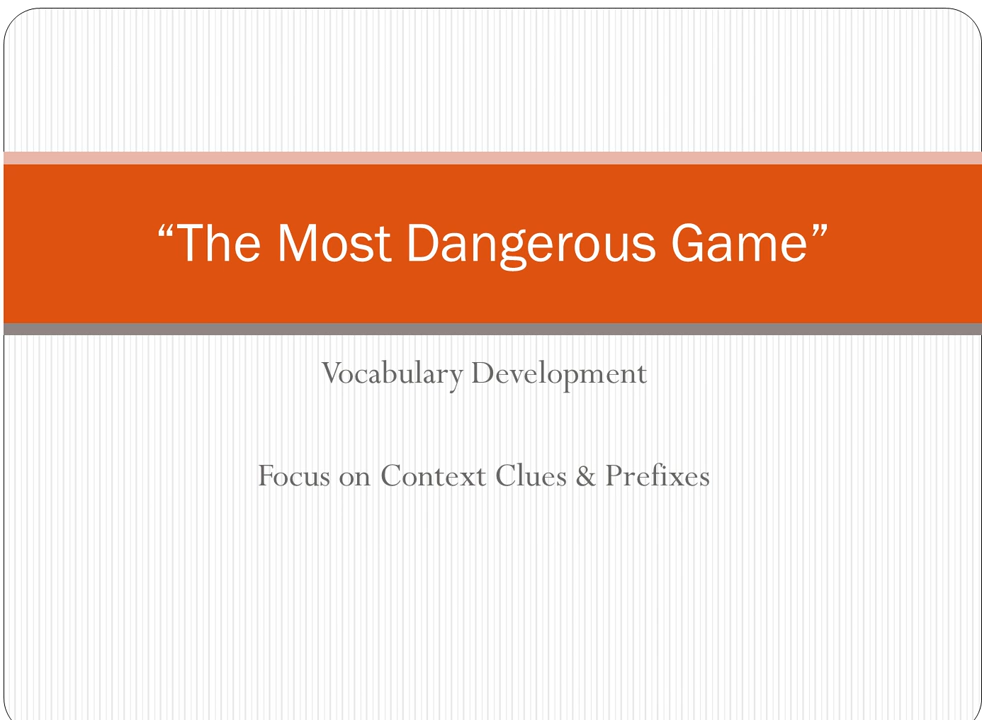 “The Most Dangerous Game”
Vocabulary Development
Focus on Context Clues & Prefixes